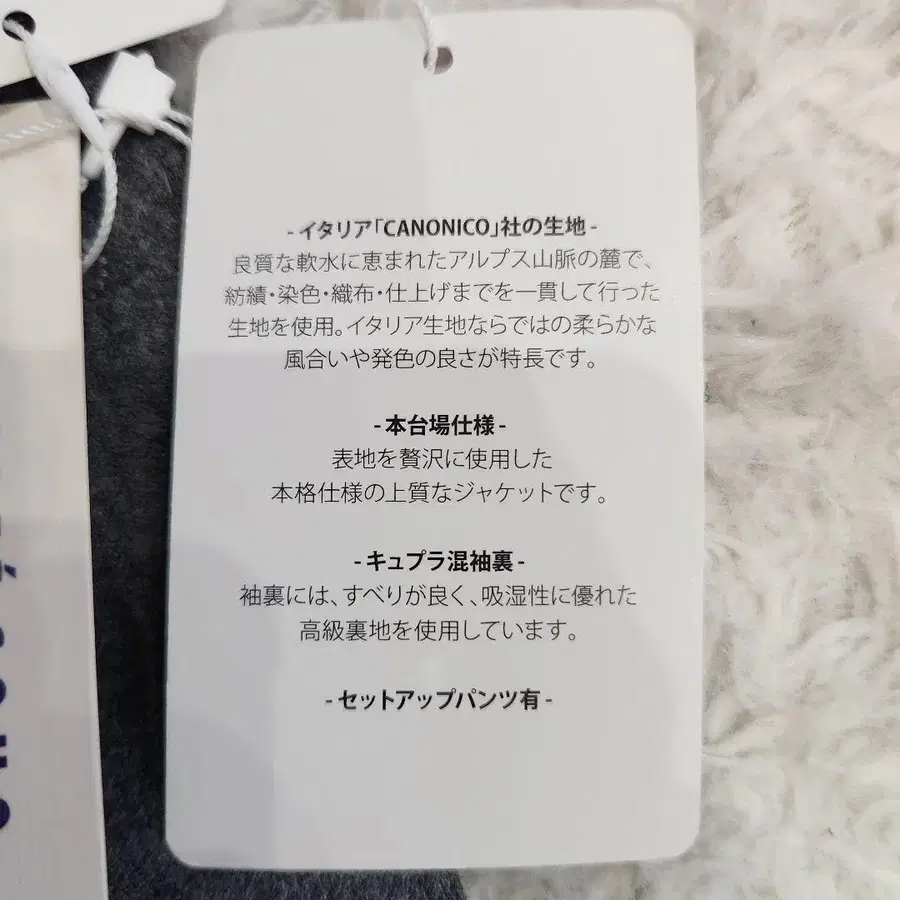 - イタリア「CANONICO」社の生地 -
良質な軟水に恵まれたアルプス山脈の麓で、
紡績・染色・織布・仕上げまでを一貫して行った
生地を使用。イタリア生地ならではの柔らかな
風合いや発色の良さが特長です。
- 本台場仕様 -
表地を贅沢に使用した
本格仕様の上質なジャケットです。
- キュプラ混袖裏 -
袖裏には、すべりが良く、吸湿性に優れた
高級裏地を使用しています。
- セットアップパンツ有 -